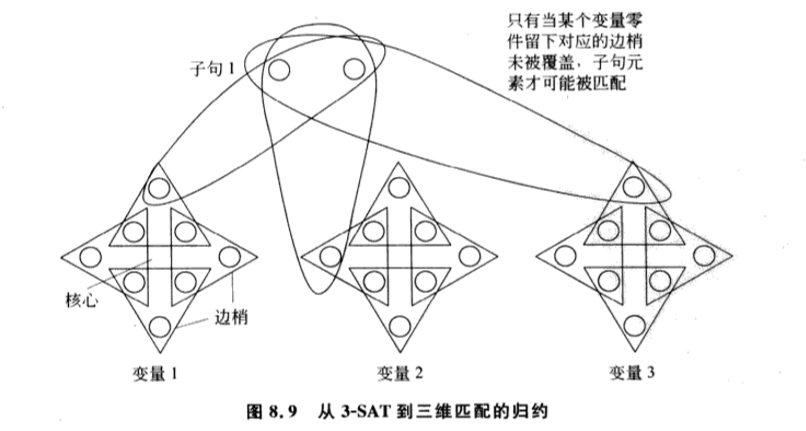 只有当某个变量零
件留下对应的边梢
未被覆盖，子句元
素才可能被匹配
子句 1
核心
边梢
变量 1
变量 2
变量 3
图 8.9 从 3-SAT 到三维匹配的归约